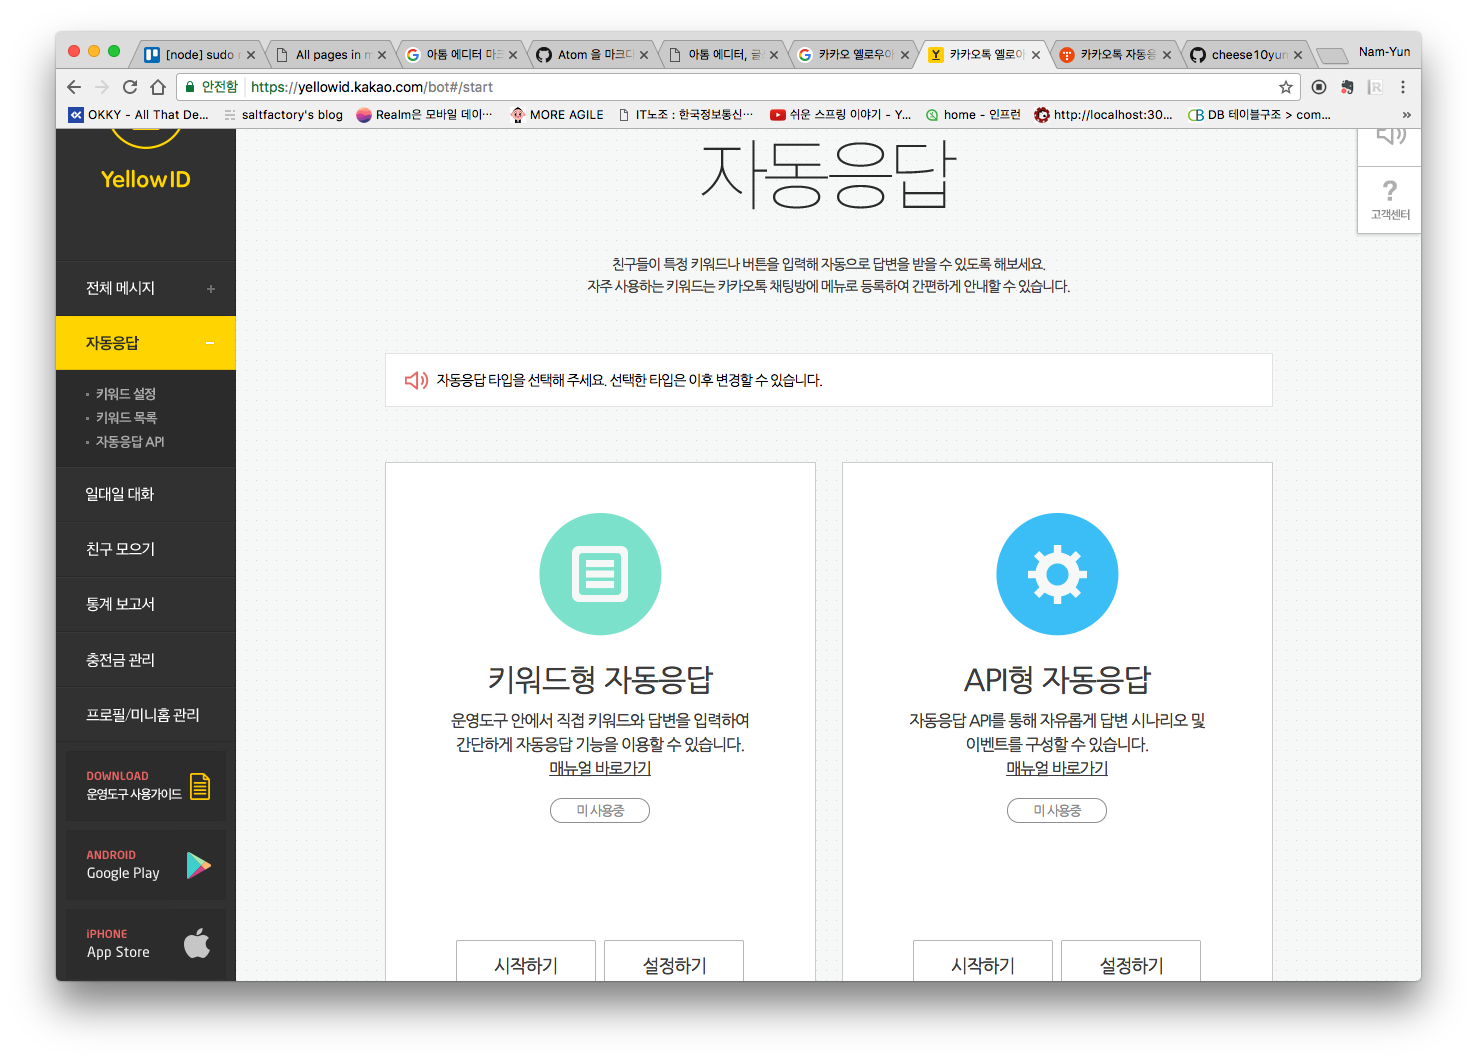 [node] sudo
All pages in m
아톰 에디터 마크
Atom 을 마크다
아톰 에디터, 글
카카오 옐로우아
카카오톡 옐로아
카카오톡 자동응
cheese10yun
Nam-Yun
안전함
https://yellowid.kakao.com/bot#/start
OKKY - All That De...
saltfactory's blog
Realm은 모바일 데이...
MORE AGILE
IT노조 : 한국정보통신...
쉬운 스프링 이야기 - Y...
home - 인프런
http://localhost:30...
DB 테이블구조 > com...
»
Yellow ID
전체 메시지
자동응답
키워드 설정
키워드 목록
자동응답 API
일대일 대화
친구 모으기
통계 보고서
충전금 관리
프로필/미니홈 관리
DOWNLOAD
운영도구 사용가이드
ANDROID
Google Play
iPHONE
App Store
자동응답
친구들이 특정 키워드나 버튼을 입력해 자동으로 답변을 받을 수 있도록 해보세요.
자주 사용하는 키워드는 카카오톡 채팅방에 메뉴로 등록하여 간편하게 안내할 수 있습니다.
?
고객센터
자동응답 타입을 선택해 주세요. 선택한 타입은 이후 변경할 수 있습니다.
키워드형 자동응답
운영도구 안에서 직접 키워드와 답변을 입력하여
간단하게 자동응답 기능을 이용할 수 있습니다.
매뉴얼 바로가기
미 사용중
시작하기
설정하기
API형 자동응답
자동응답 API를 통해 자유롭게 답변 시나리오 및
이벤트를 구성할 수 있습니다.
매뉴얼 바로가기
미 사용중
시작하기
설정하기